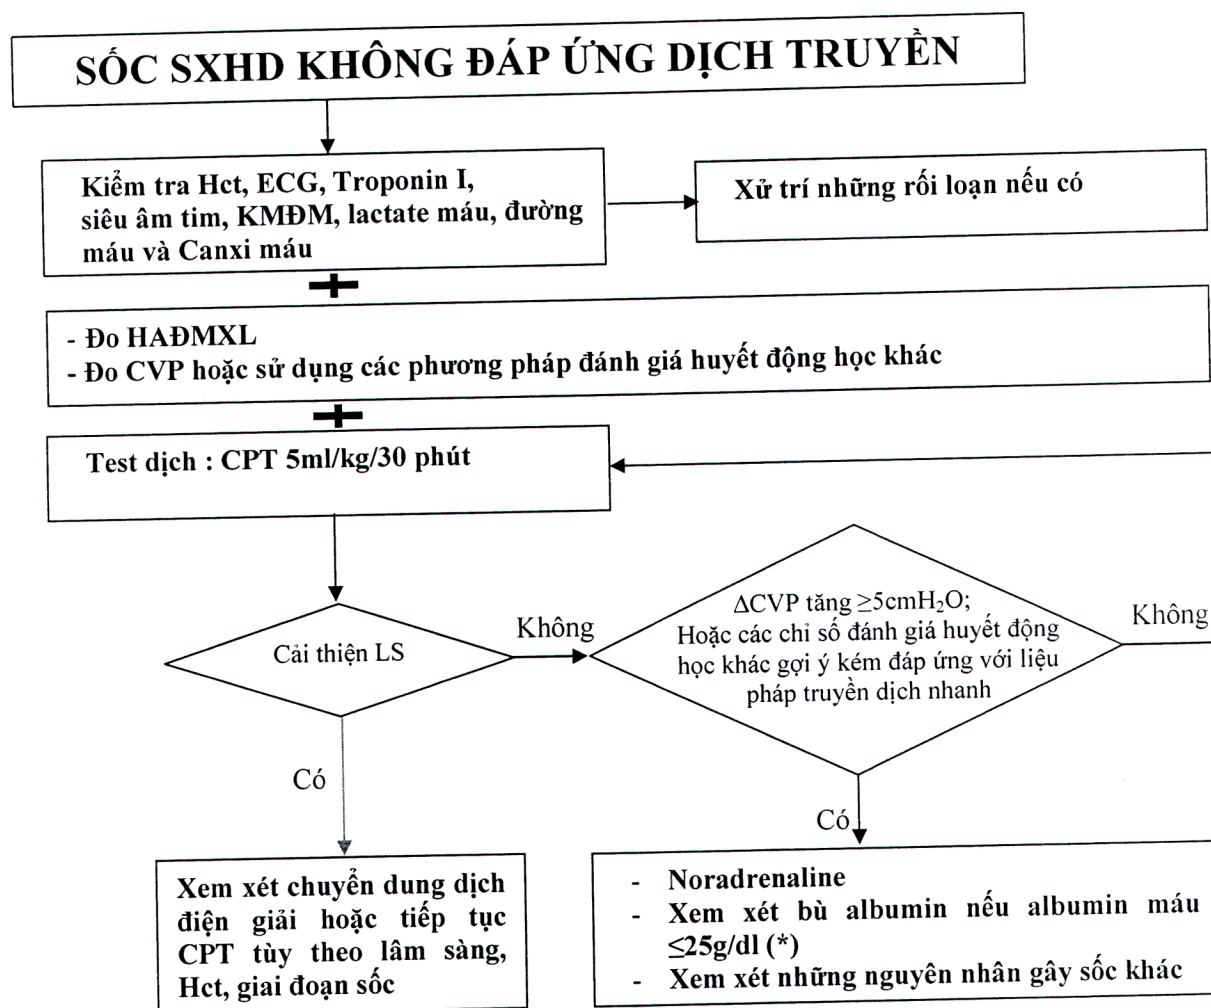 SỐC SXHD KHÔNG ĐÁP ỨNG DỊCH TRUYỀN
Kiểm tra Hct, ECG, Troponin I,
siêu âm tim, KMĐM, lactate máu, đường
máu và Canxi máu
Xử trí những rối loạn nếu có
- Đo HAĐMXL
- Đo CVP hoặc sử dụng các phương pháp đánh giá huyết động học khác
Test dịch : CPT 5ml/kg/30 phút
Cải thiện LS
Không
ΔCVP tăng ≥5cmH₂O;
Hoặc các chỉ số đánh giá huyết động
học khác gợi ý kém đáp ứng với liệu
pháp truyền dịch nhanh
Không
Có
Có
Xem xét chuyển dung dịch
điện giải hoặc tiếp tục
CPT tùy theo lâm sàng,
Hct, giai đoạn sốc
- Noradrenaline
- Xem xét bù albumin nếu albumin máu
≤25g/dl (*)
- Xem xét những nguyên nhân gây sốc khác